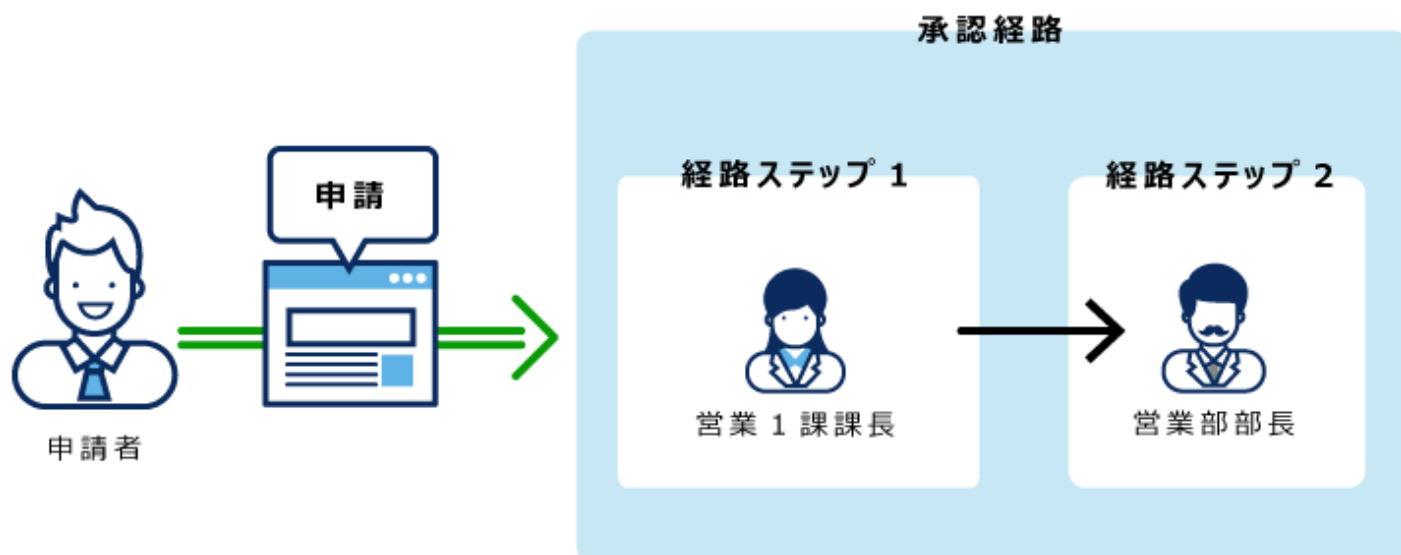 承認経路
申請
経路ステップ 1
経路ステップ 2
申請者
営業 1 課課長
営業部部長